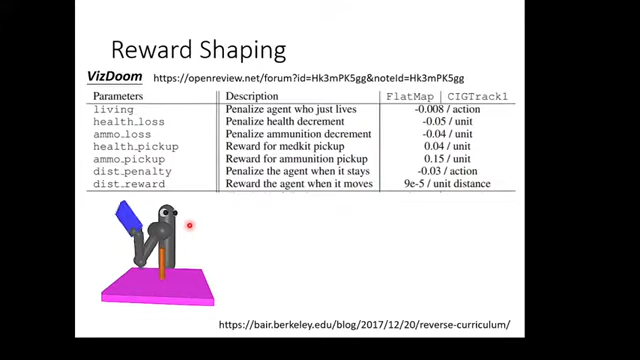 Reward Shaping
VizDoom https://openreview.net/forum?id=Hk3mPK5gg&noteId=Hk3mPK5gg
Parameters Description FlatMap | CIGTrack1
living Penalize agent who just lives -0.008 / action
health_loss Penalize health decrement -0.05 / unit
ammo_loss Penalize ammunition decrement -0.04 / unit
health_pickup Reward for medkit pickup 0.04 / unit
ammo_pickup Reward for ammunition pickup 0.15 / unit
dist_penalty Penalize the agent when it stays -0.03 / action
dist_reward Reward the agent when it moves 9e-5 / unit distance
https://bair.berkeley.edu/blog/2017/12/20/reverse-curriculum/